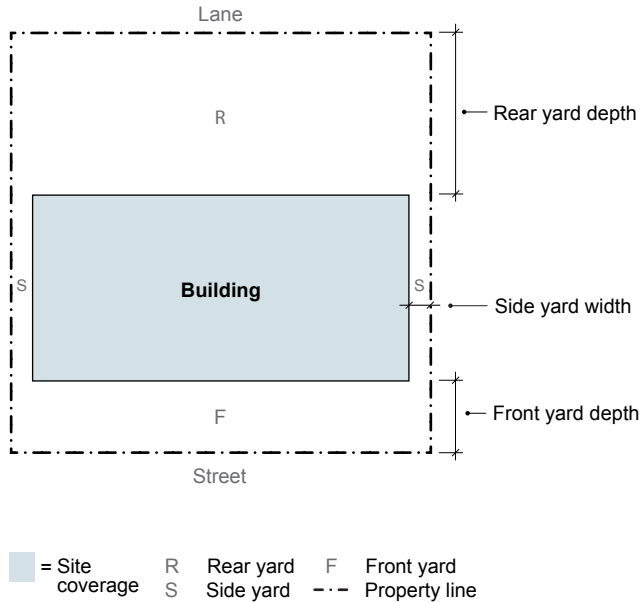 Lane
R
Rear yard depth
S
Building
S
Side yard width
F
Front yard depth
Street
= Site coverage
R Rear yard
S Side yard
F Front yard
Property line